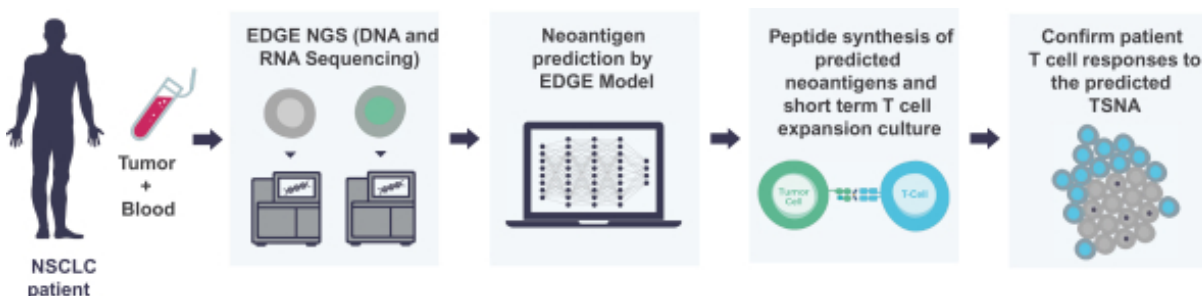 NSCLC
patient
Tumor
+
Blood
EDGE NGS (DNA and
RNA Sequencing)
Neoantigen
prediction by
EDGE Model
Peptide synthesis of
predicted
neoantigens and
short term T cell
expansion culture
Tumor
Cell
T-Cell
Confirm patient
T cell responses to
the predicted
TSNA